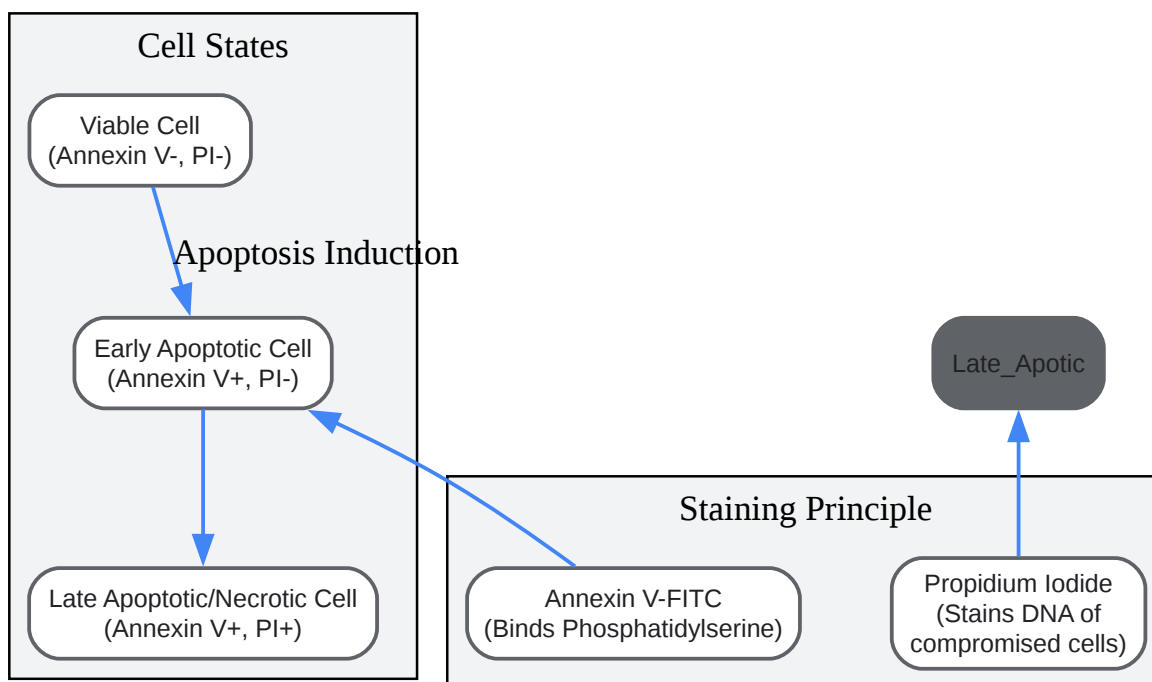 Cell States
Viable Cell
(Annexin V-, PI-)
Apoptosis Induction
Early Apoptotic Cell
(Annexin V+, PI-)
Late Apoptotic/Necrotic Cell
(Annexin V+, PI+)
Late_Apotic
Staining Principle
Annexin V-FITC
(Binds Phosphatidylserine)
Propidium Iodide
(Stains DNA of
compromised cells)